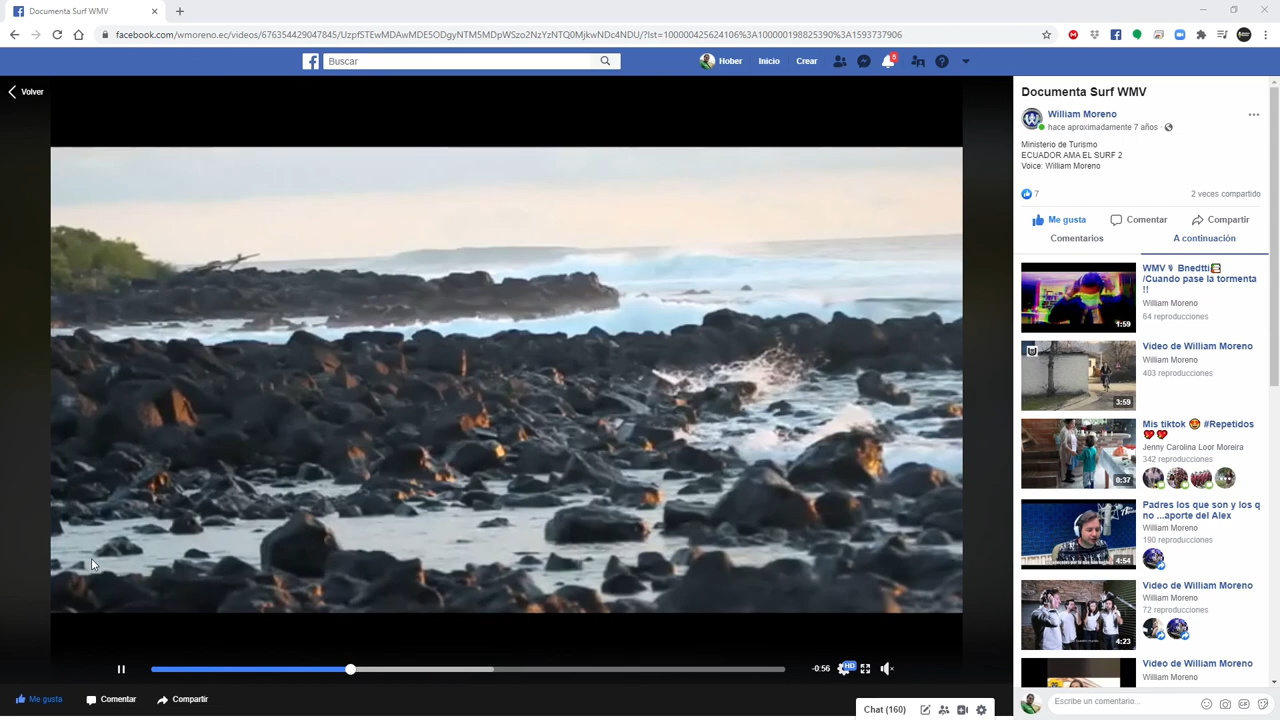 Documenta Surf WMV
facebook.com/wmoreno.ec/videos/676354429047845/UzpfSTEwMDAwMDE5ODgyNTM5MDpWSzo2NzYzNTQ0MjkwNDc4NDU/?lst=100000425624106%3A100000198825390%3A1593737906
Buscar
Hober
Inicio
Crear
Volver
Documenta Surf WMV
William Moreno
hace aproximadamente 7 años ·
Ministerio de Turismo
ECUADOR AMA EL SURF 2
Voice: William Moreno
7
2 veces compartido
Me gusta
Comentar
Compartir
Comentarios
A continuación
WMV Bnedtti
/Cuando pase la tormenta
!!
William Moreno
64 reproducciones
1:59
Video de William Moreno
William Moreno
403 reproducciones
3:59
Mis tiktok #Repetidos
Jenny Carolina Loor Moreira
342 reproducciones
0:37
Padres los que son y los q
no ...aporte del Alex
William Moreno
190 reproducciones
4:54
Video de William Moreno
William Moreno
72 reproducciones
4:23
Video de William Moreno
William Moreno
-0:56
HD
Me gusta
Comentar
Compartir
Chat (160)
Escribe un comentario...